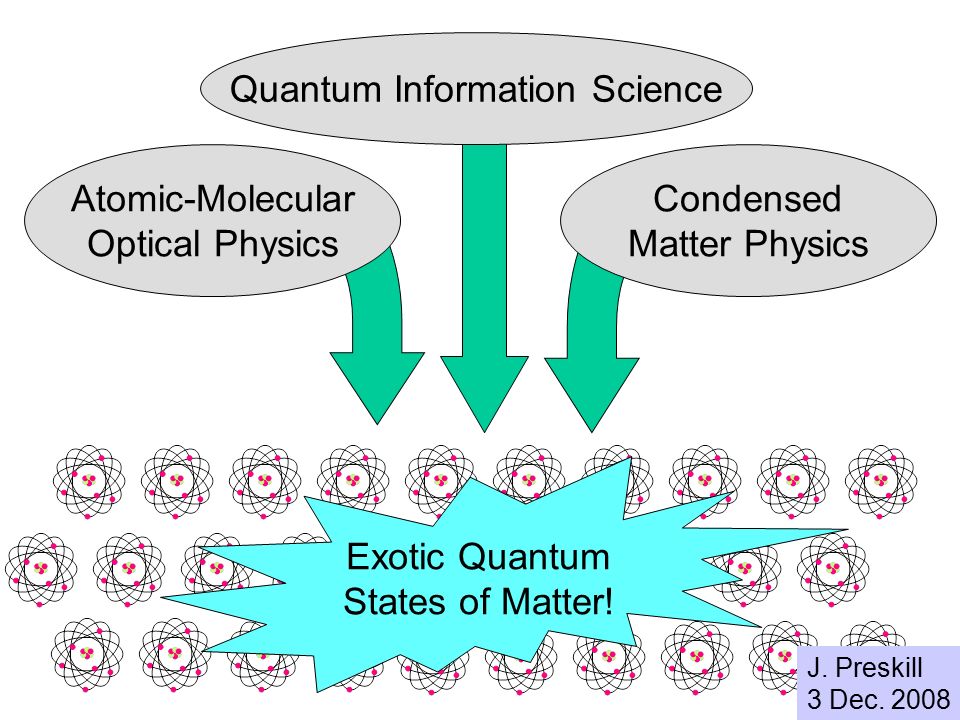 Quantum Information Science
Atomic-Molecular
Optical Physics
Condensed
Matter Physics
Exotic Quantum
States of Matter!
J. Preskill
3 Dec. 2008